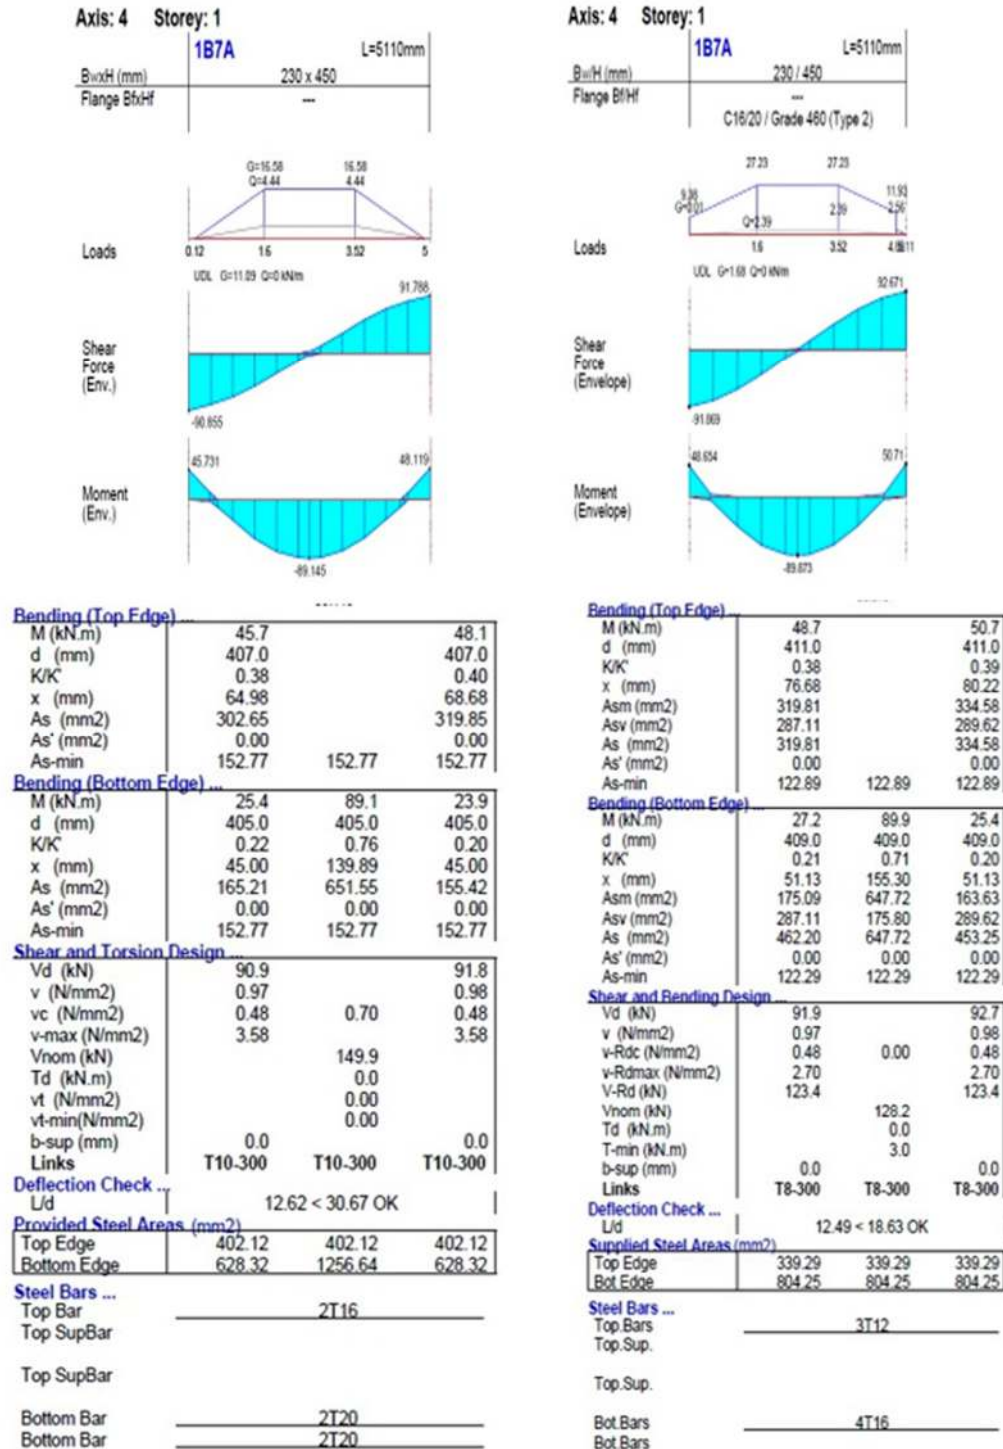 Axis: 4 Storey: 1
1B7A L=5110mm
BwxH (mm) 230 x 450
Flange BfxHf ---
G=16.58 16.58
Q=4.44 4.44
Loads
0.12 1.6 3.52 5
UDL G=11.09 Q=0 kN/m
91.788
Shear
Force
(Env.)
-90.855
45.731 48.119
Moment
(Env.)
-89.145
Bending (Top Edge) ...
M (kN.m) 45.7 48.1
d (mm) 407.0 407.0
K/K' 0.38 0.40
x (mm) 64.98 68.68
As (mm2) 302.65 319.85
As' (mm2) 0.00 0.00
As-min 152.77 152.77 152.77
Bending (Bottom Edge) ...
M (kN.m) 25.4 89.1 23.9
d (mm) 405.0 405.0 405.0
K/K' 0.22 0.76 0.20
x (mm) 45.00 139.89 45.00
As (mm2) 165.21 651.55 155.42
As' (mm2) 0.00 0.00 0.00
As-min 152.77 152.77 152.77
Shear and Torsion Design ...
Vd (kN) 90.9 91.8
v (N/mm2) 0.97 0.98
vc (N/mm2) 0.48 0.70 0.48
v-max (N/mm2) 3.58 3.58
Vnom (kN) 149.9
Td (kN.m) 0.0
vt (N/mm2) 0.00
vt-min(N/mm2) 0.00
b-sup (mm) 0.0 0.0
Links T10-300 T10-300 T10-300
Deflection Check ...
L/d 12.62 < 30.67 OK
Provided Steel Areas (mm2)
Top Edge 402.12 402.12 402.12
Bottom Edge 628.32 1256.64 628.32
Steel Bars ...
Top Bar 2T16
Top SupBar
Top SupBar
Bottom Bar 2T20
Bottom Bar 2T20
Axis: 4 Storey: 1
1B7A L=5110mm
Bw/H (mm) 230 / 450
Flange Bf/Hf ---
C16/20 / Grade 460 (Type 2)
27.23 27.23
9.38 11.93
Q=2.39 2.39
Loads
1.6 3.52
UDL G=1.68 Q=0 kN/m
92.671
Shear
Force
(Envelope)
-91.869
48.654 50.71
Moment
(Envelope)
-89.873
Bending (Top Edge) ...
M (kN.m) 48.7 50.7
d (mm) 411.0 411.0
K/K' 0.38 0.39
x (mm) 76.68 80.22
Asm (mm2) 319.81 334.58
Asv (mm2) 287.11 289.62
As (mm2) 319.81 334.58
As' (mm2) 0.00 0.00
As-min 122.89 122.89 122.89
Bending (Bottom Edge) ...
M (kN.m) 27.2 89.9 25.4
d (mm) 409.0 409.0 409.0
K/K' 0.21 0.71 0.20
x (mm) 51.13 155.30 51.13
Asm (mm2) 175.09 647.72 163.63
Asv (mm2) 287.11 175.80 289.62
As (mm2) 462.20 647.72 453.25
As' (mm2) 0.00 0.00 0.00
As-min 122.29 122.29 122.29
Shear and Bending Design ...
Vd (kN) 91.9 92.7
v (N/mm2) 0.97 0.98
v-Rdc (N/mm2) 0.48 0.00 0.48
v-Rdmax (N/mm2) 2.70 2.70
V-Rd (kN) 123.4 123.4
Vnom (kN) 128.2
Td (kN.m) 0.0
T-min (kN.m) 3.0
b-sup (mm) 0.0 0.0
Links T8-300 T8-300 T8-300
Deflection Check ...
L/d 12.49 < 18.63 OK
Supplied Steel Areas (mm2)
Top Edge 339.29 339.29 339.29
Bot Edge 804.25 804.25 804.25
Steel Bars ...
Top.Bars 3T12
Top.Sup.
Top.Sup.
Bot.Bars 4T16
Bot.Bars